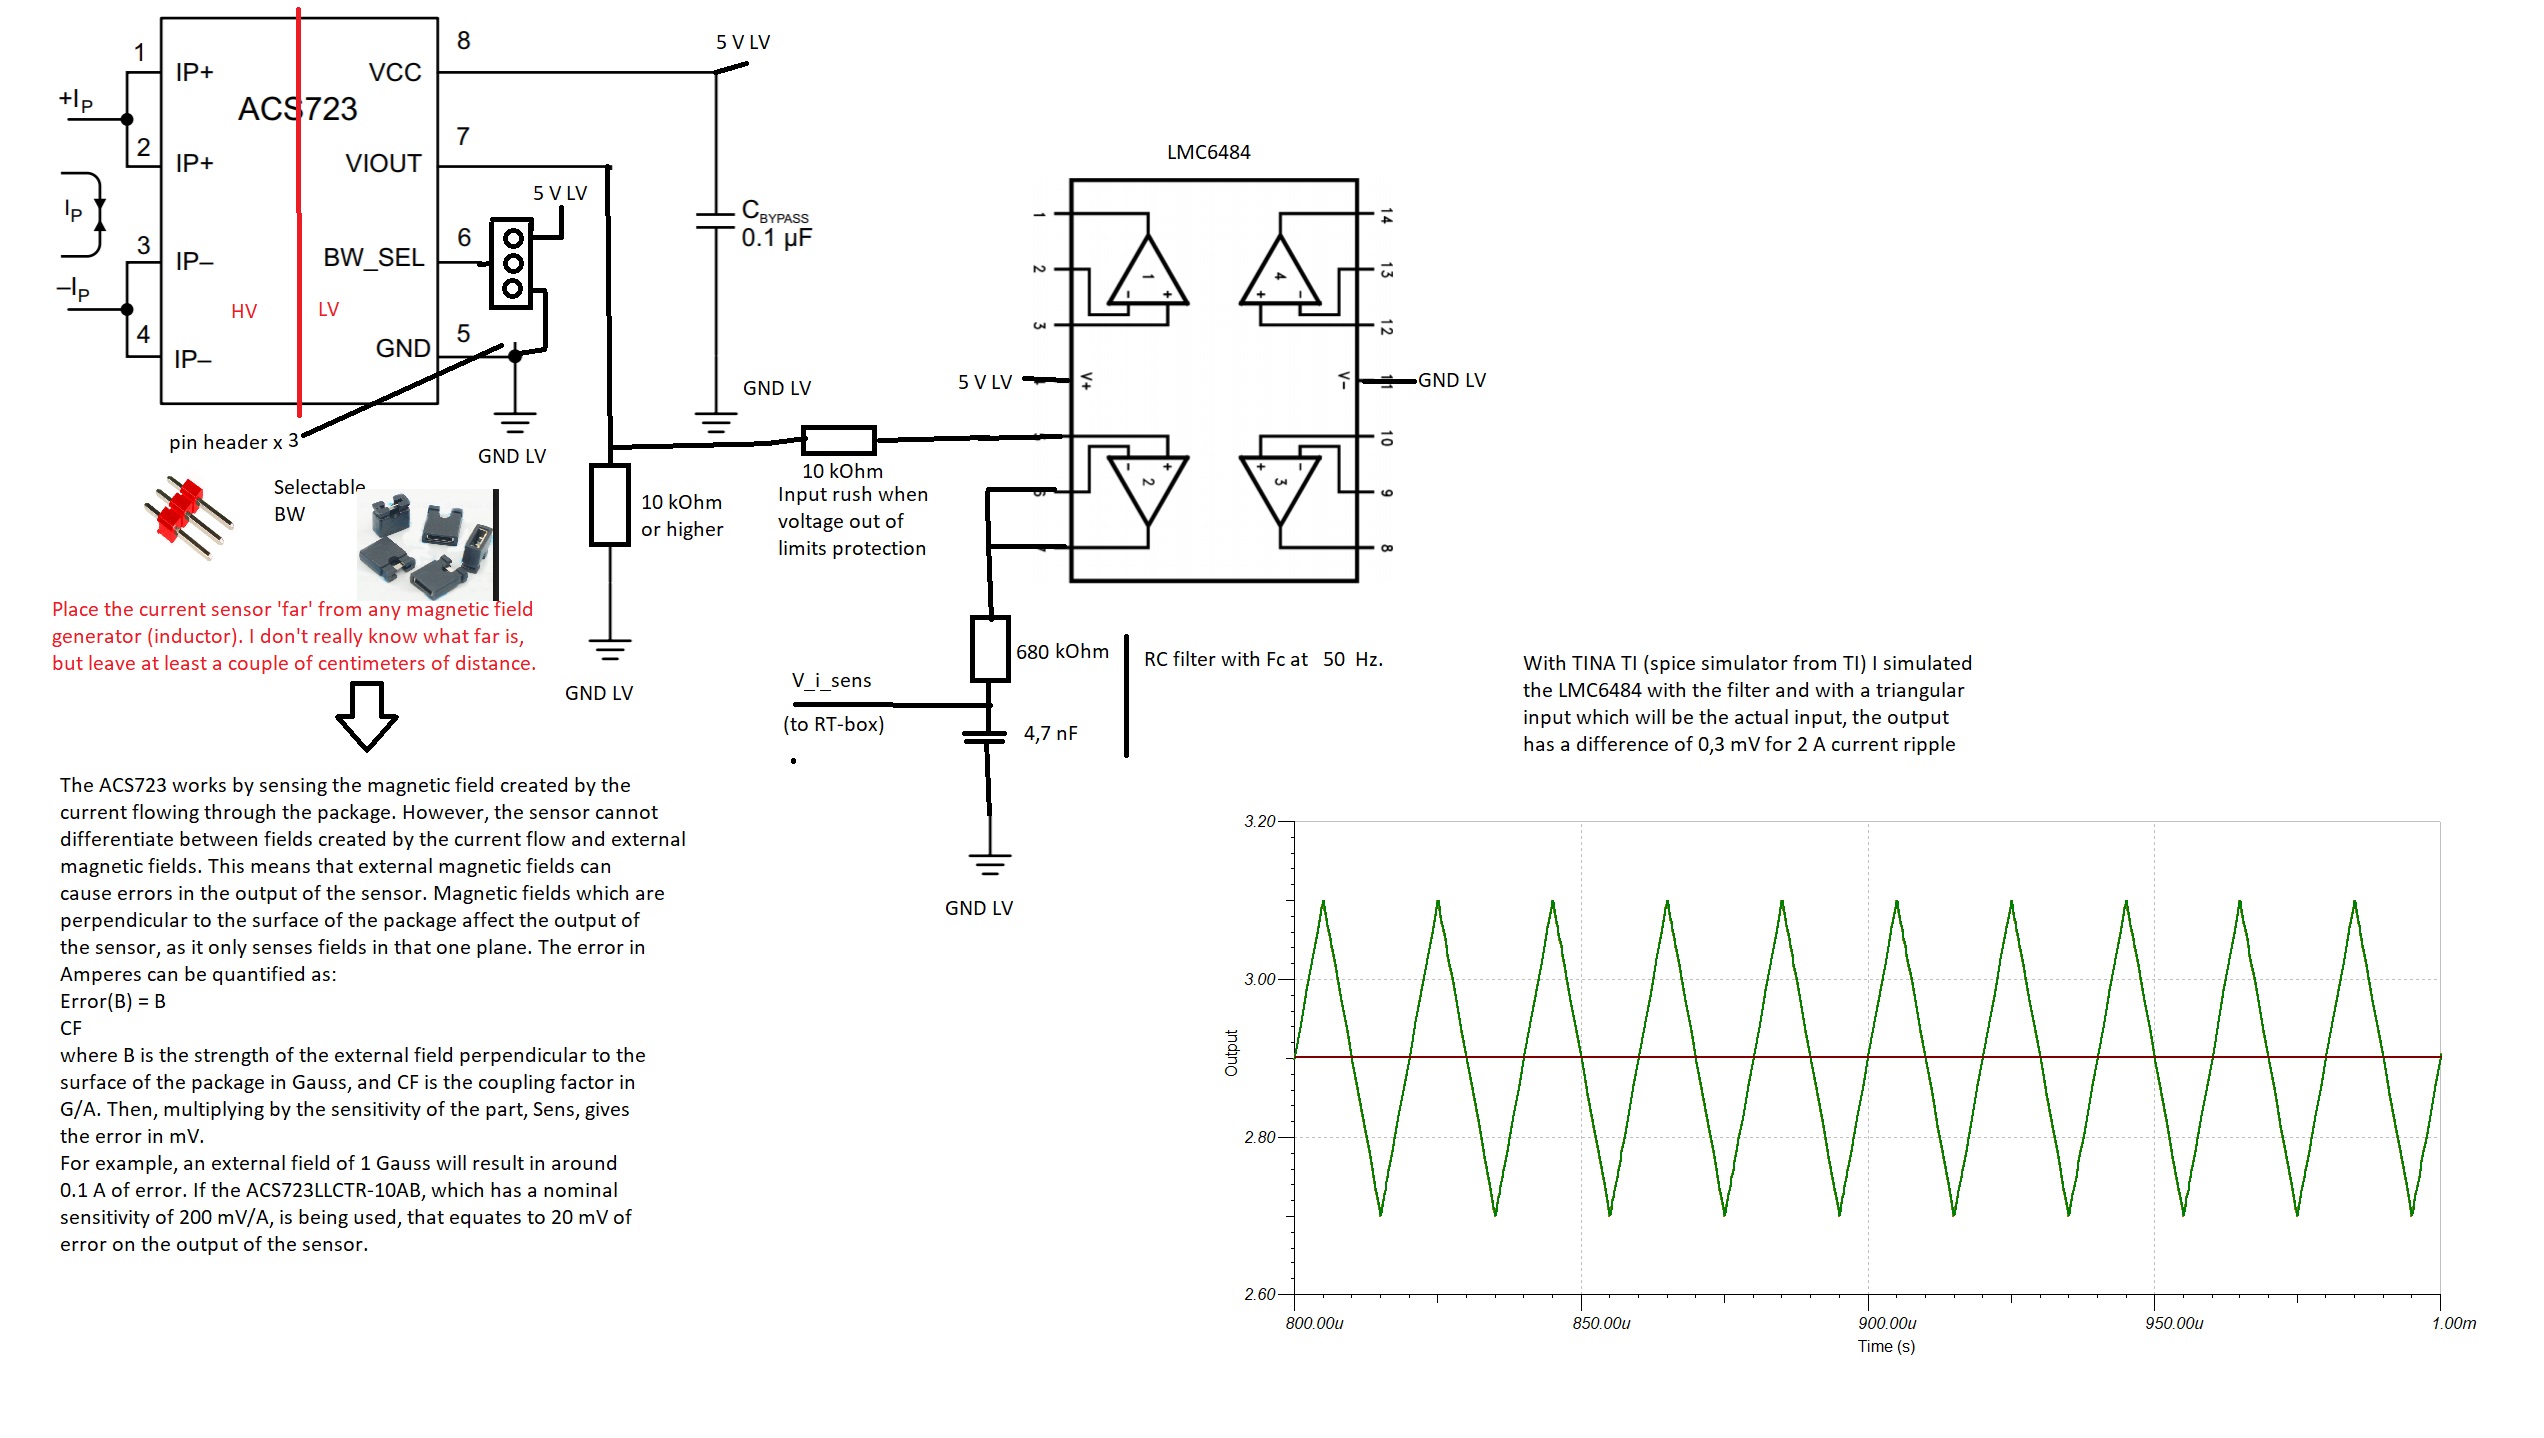 1
IP+
+IP
2
IP+
IP
3
IP–
–IP
4
IP–
ACS723
HV
LV
8
VCC
7
VIOUT
6
BW_SEL
5
GND
5 V LV
5 V LV
CBYPASS
0.1 µF
GND LV
GND LV
pin header x 3
Selectable
BW
10 kOhm
or higher
GND LV
10 kOhm
Input rush when
voltage out of
limits protection
LMC6484
1
2
3
5 V LV
V+
6
1
4
2
3
14
13
12
V-
11
GND LV
10
9
8
680 kOhm
RC filter with Fc at 50 Hz.
V_i_sens
(to RT-box)
4,7 nF
GND LV
Place the current sensor 'far' from any magnetic field
generator (inductor). I don't really know what far is,
but leave at least a couple of centimeters of distance.
The ACS723 works by sensing the magnetic field created by the
current flowing through the package. However, the sensor cannot
differentiate between fields created by the current flow and external
magnetic fields. This means that external magnetic fields can
cause errors in the output of the sensor. Magnetic fields which are
perpendicular to the surface of the package affect the output of
the sensor, as it only senses fields in that one plane. The error in
Amperes can be quantified as:
Error(B) = B
CF
where B is the strength of the external field perpendicular to the
surface of the package in Gauss, and CF is the coupling factor in
G/A. Then, multiplying by the sensitivity of the part, Sens, gives
the error in mV.
For example, an external field of 1 Gauss will result in around
0.1 A of error. If the ACS723LLCTR-10AB, which has a nominal
sensitivity of 200 mV/A, is being used, that equates to 20 mV of
error on the output of the sensor.
With TINA TI (spice simulator from TI) I simulated
the LMC6484 with the filter and with a triangular
input which will be the actual input, the output
has a difference of 0,3 mV for 2 A current ripple
3.20
3.00
2.80
2.60
Output
800.00u
850.00u
900.00u
950.00u
1.00m
Time (s)